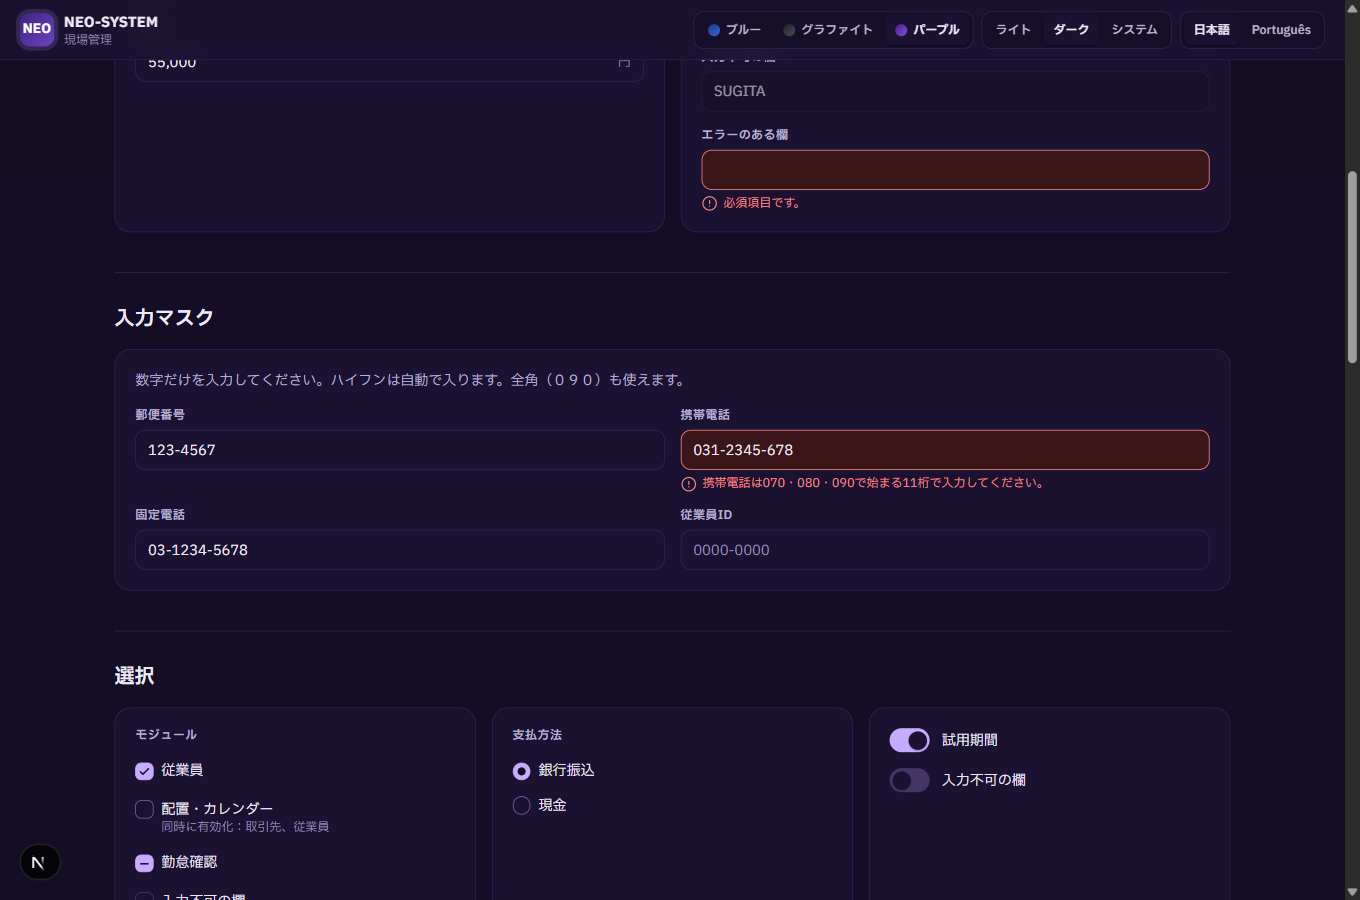 NEO
NEO-SYSTEM
現場管理
ブルー
グラファイト
パープル
ライト
ダーク
システム
日本語
Português
55,000
円
SUGITA
エラーのある欄
必須項目です。
入力マスク
数字だけを入力してください。ハイフンは自動で入ります。全角（０９０）も使えます。
郵便番号
携帯電話
123-4567
031-2345-678
携帯電話は070・080・090で始まる11桁で入力してください。
固定電話
従業員ID
03-1234-5678
0000-0000
選択
モジュール
従業員
配置・カレンダー
同時に有効化：取引先、従業員
勤怠確認
入力不可の欄
支払方法
銀行振込
現金
試用期間
入力不可の欄
N